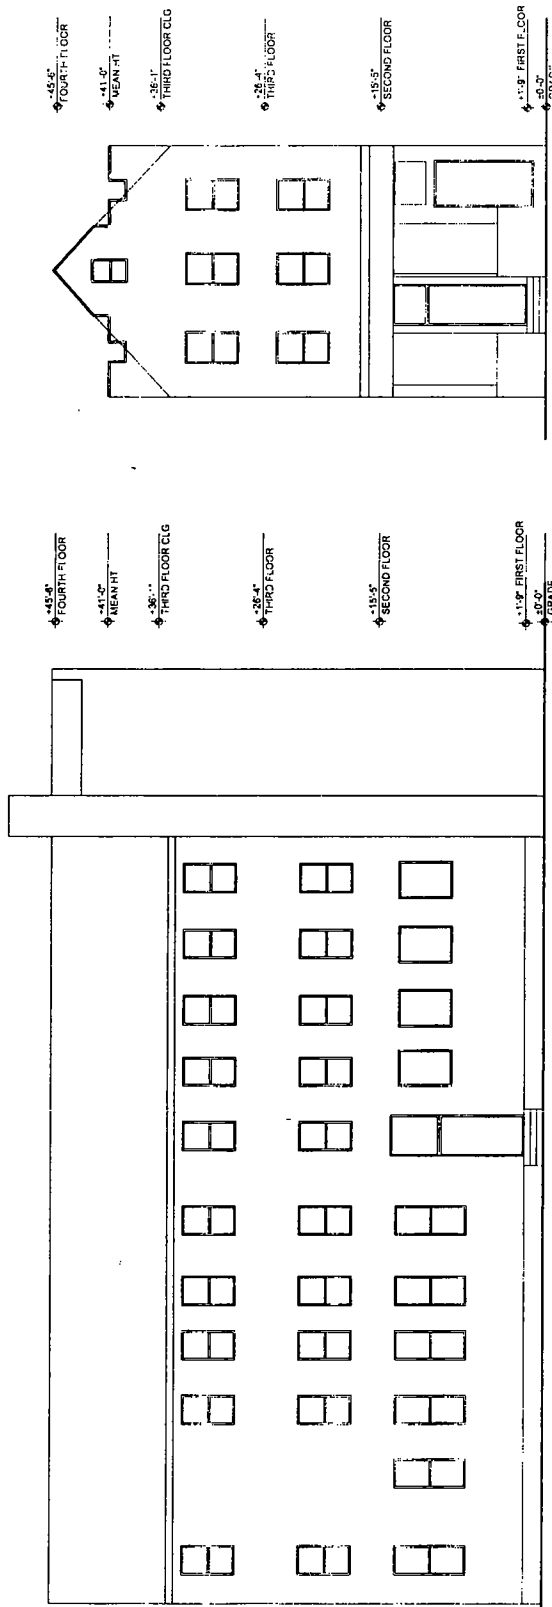 +45'-6"
FOURTH FLOOR
+41'-0"
MEAN HT
+36'-1"
THIRD FLOOR CLG
+26'-4"
THIRD FLOOR
+15'-5"
SECOND FLOOR
+1'-9" FIRST FLOOR
±0'-0"
+45'-6"
FOURTH FLOOR
+41'-0"
MEAN HT
+36'-1"
THIRD FLOOR CLG
+26'-4"
THIRD FLOOR
+15'-5"
SECOND FLOOR
+1'-9" FIRST FLOOR
±0'-0"
GRADE